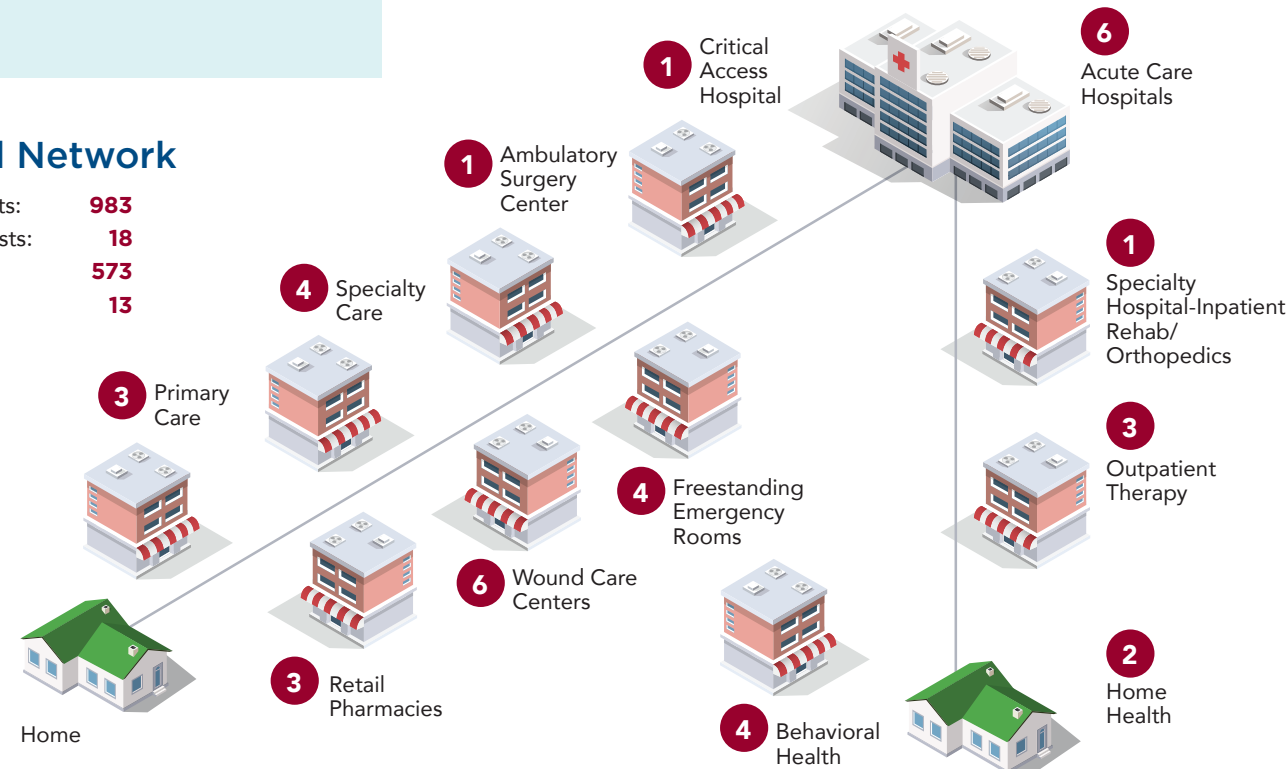 Network
983
18
573
13
1
Critical
Access
Hospital
6
Acute Care
Hospitals
1
Ambulatory
Surgery
Center
4
Specialty
Care
3
Primary
Care
1
Specialty
Hospital-Inpatient
Rehab/
Orthopedics
3
Outpatient
Therapy
4
Freestanding
Emergency
Rooms
6
Wound Care
Centers
3
Retail
Pharmacies
Home
4
Behavioral
Health
2
Home
Health